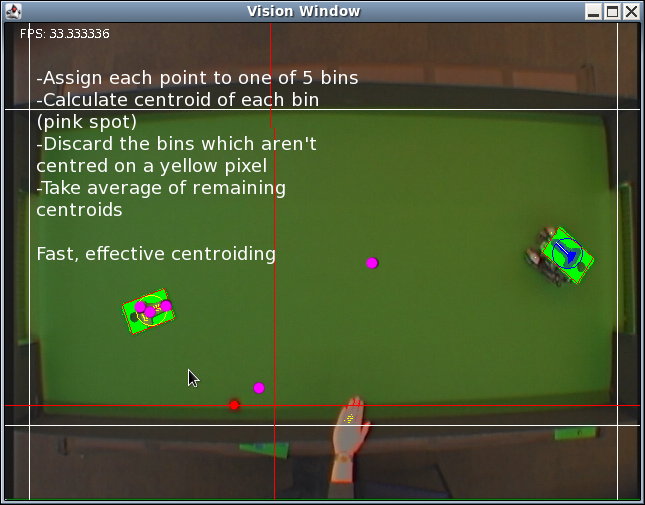 Vision Window
FPS: 33.333336
-Assign each point to one of 5 bins
-Calculate centroid of each bin
(pink spot)
-Discard the bins which aren't
centred on a yellow pixel
-Take average of remaining
centroids
Fast, effective centroiding